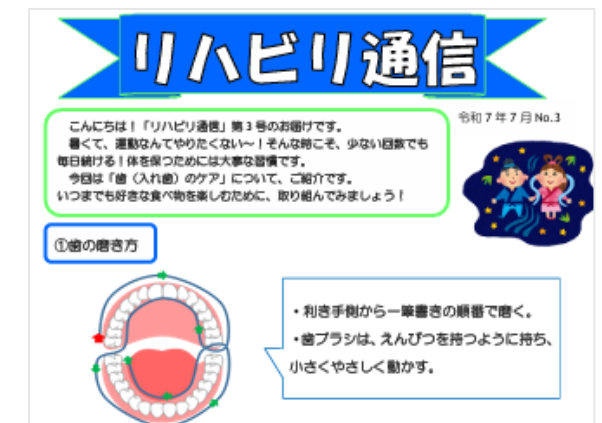 リハビリ通信
令和7年7月 No.3
こんにちは！「リハビリ通信」第3号のお届けです。
暑くて、運動なんてやりたくない～！そんな時こそ、少ない回数でも
毎日続ける！体を保つためには大事な習慣です。
今回は「歯（入れ歯）のケア」について、ご紹介です。
いつまでも好きな食べ物を楽しむために、取り組んでみましょう！
①歯の磨き方
・利き手側から一筆書きの順番で磨く。
・歯ブラシは、えんぴつを持つように持ち、
小さくやさしく動かす。